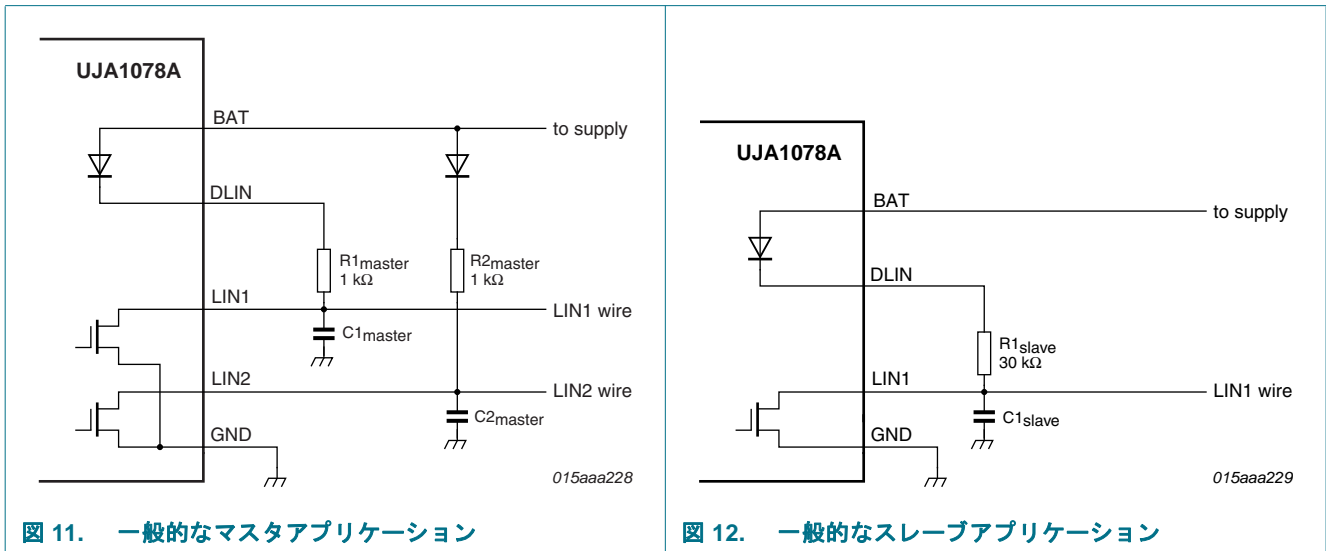 UJA1078A
BAT
to supply
DLIN
R1master
1 kΩ
R2master
1 kΩ
LIN1
LIN1 wire
C1master
LIN2
LIN2 wire
C2master
GND
015aaa228
図 11. 一般的なマスタアプリケーション
UJA1078A
BAT
to supply
DLIN
R1slave
30 kΩ
LIN1
LIN1 wire
C1slave
GND
015aaa229
図 12. 一般的なスレーブアプリケーション